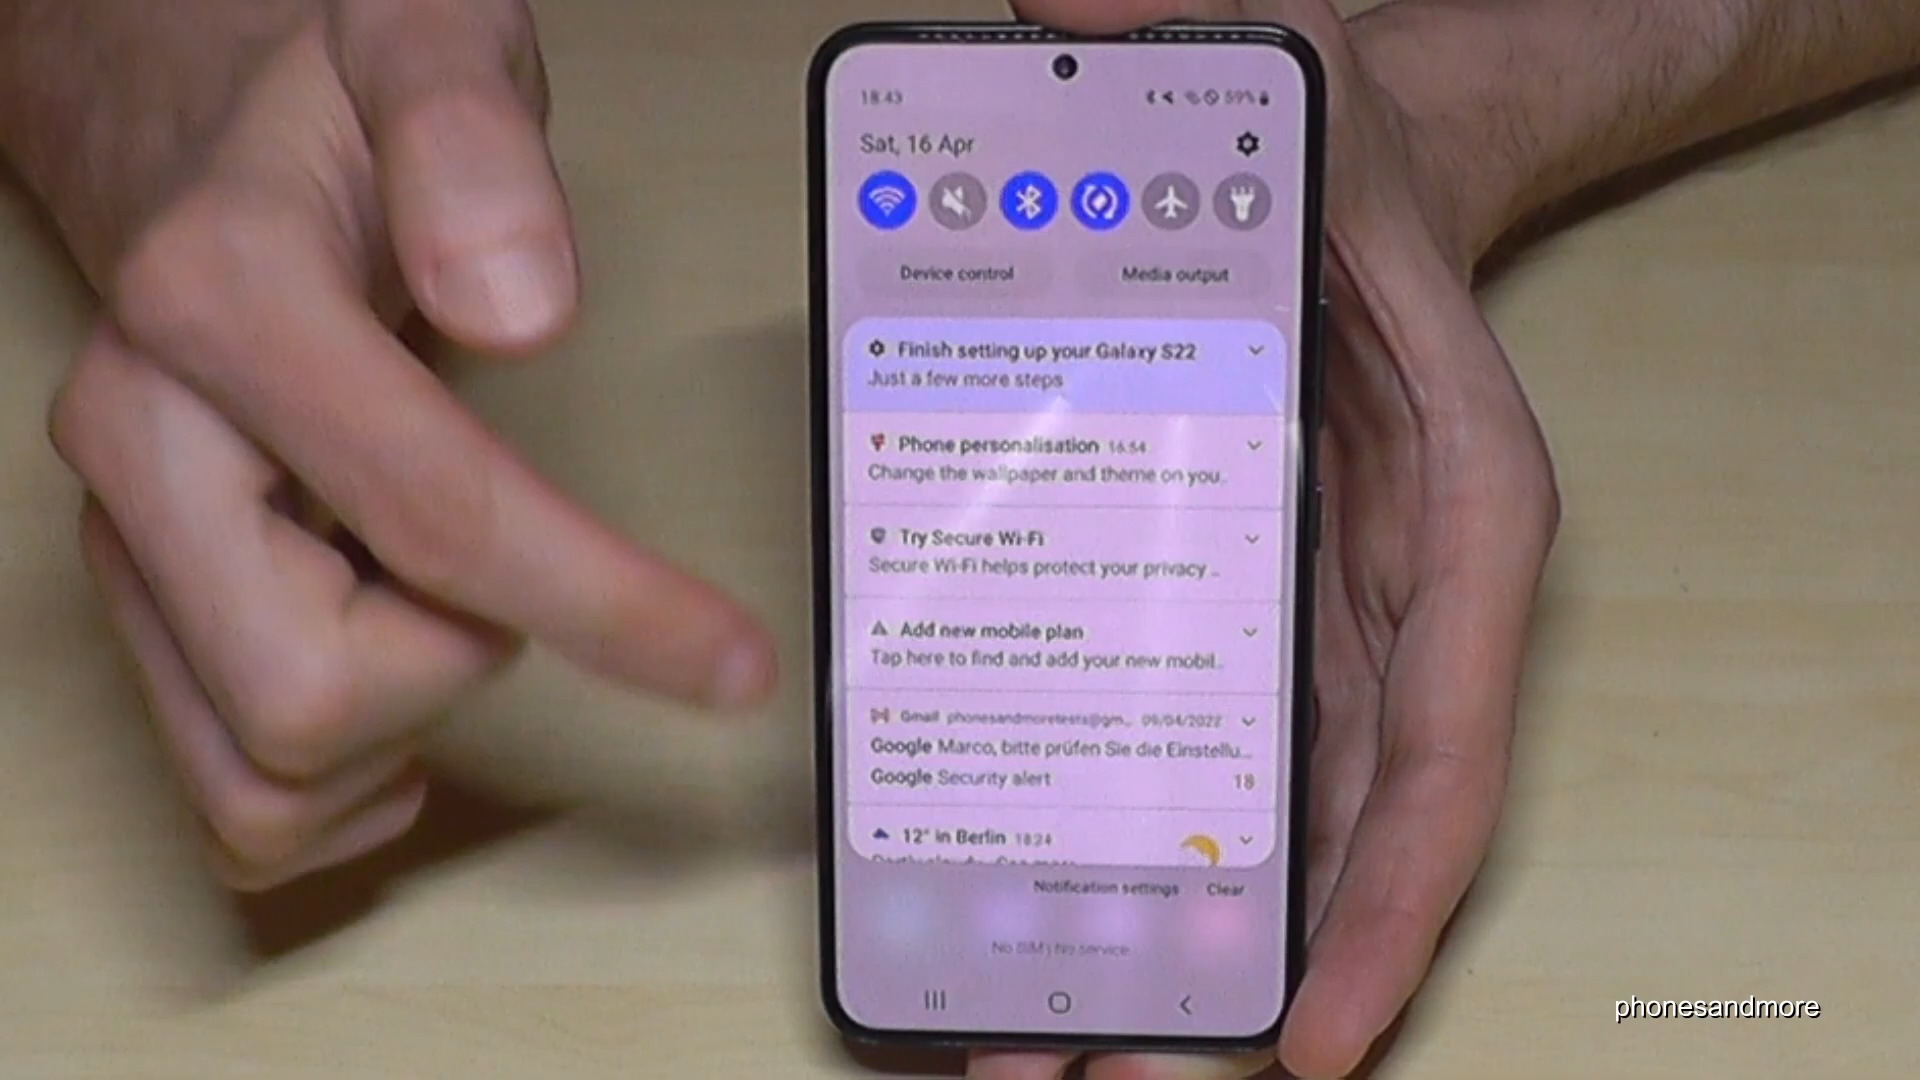 18:43
59%
Sat, 16 Apr
Device control
Media output
Finish setting up your Galaxy S22
Just a few more steps
Phone personalisation 16:54
Change the wallpaper and theme on you..
Try Secure Wi-Fi
Secure Wi-Fi helps protect your privacy ..
Add new mobile plan
Tap here to find and add your new mobil..
Gmail phonesandmoretests@gm... 09/04/2022
Google Marco, bitte prüfen Sie die Einstellu...
Google Security alert
18
12° in Berlin 18:24
Notification settings
Clear
No service
phonesandmore